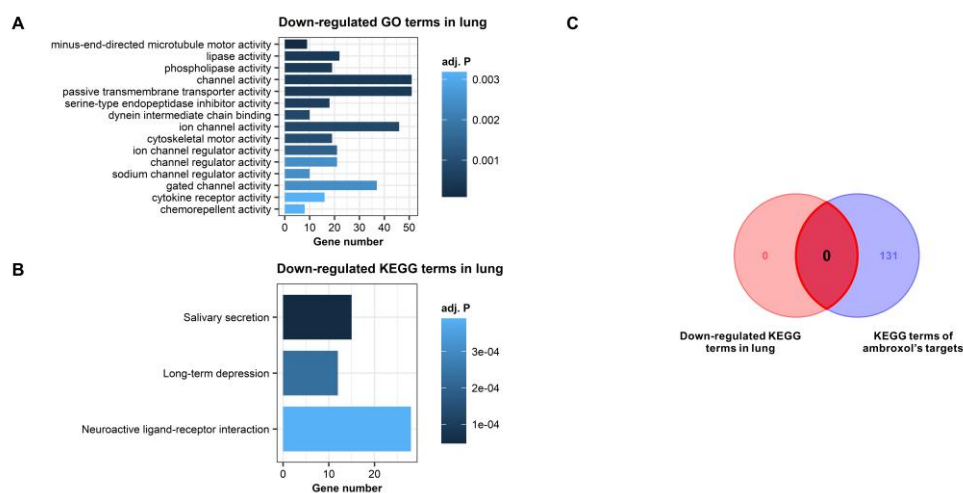 A
Down-regulated GO terms in lung
minus-end-directed microtubule motor activity
lipase activity
phospholipase activity
channel activity
passive transmembrane transporter activity
serine-type endopeptidase inhibitor activity
dynein intermediate chain binding
ion channel activity
cytoskeletal motor activity
ion channel regulator activity
channel regulator activity
sodium channel regulator activity
gated channel activity
cytokine receptor activity
chemorepellent activity
0 10 20 30 40 50
Gene number
adj. P
0.003
0.002
0.001
B
Down-regulated KEGG terms in lung
Salivary secretion
Long-term depression
Neuroactive ligand-receptor interaction
0 10 20
Gene number
adj. P
3e-04
2e-04
1e-04
C
0 0 131
Down-regulated KEGG
terms in lung
KEGG terms of
ambroxol's targets